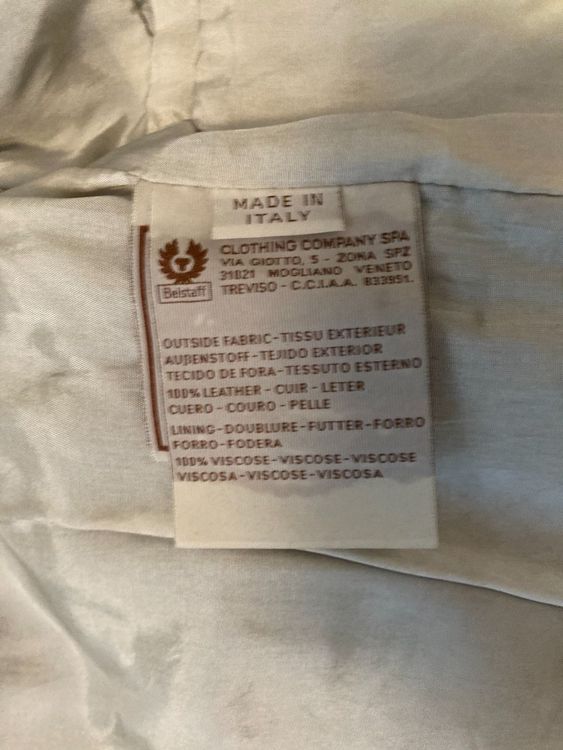 MADE IN
ITALY
Belstaff
CLOTHING COMPANY SPA
VIA GIOTTO, 5 - ZONA SPZ
31021 MOGLIANO VENETO
TREVISO - C.C.I.A.A. 833951.
OUTSIDE FABRIC-TISSU EXTERIEUR
AUßENSTOFF-TEJIDO EXTERIOR
TECIDO DE FORA-TESSUTO ESTERNO
100% LEATHER - CUIR - LETER
CUERO - COURO - PELLE
LINING-DOUBLURE-FUTTER-FORRO
FORRO-FODERA
100% VISCOSE-VISCOSE-VISCOSE
VISCOSA-VISCOSE-VISCOSA